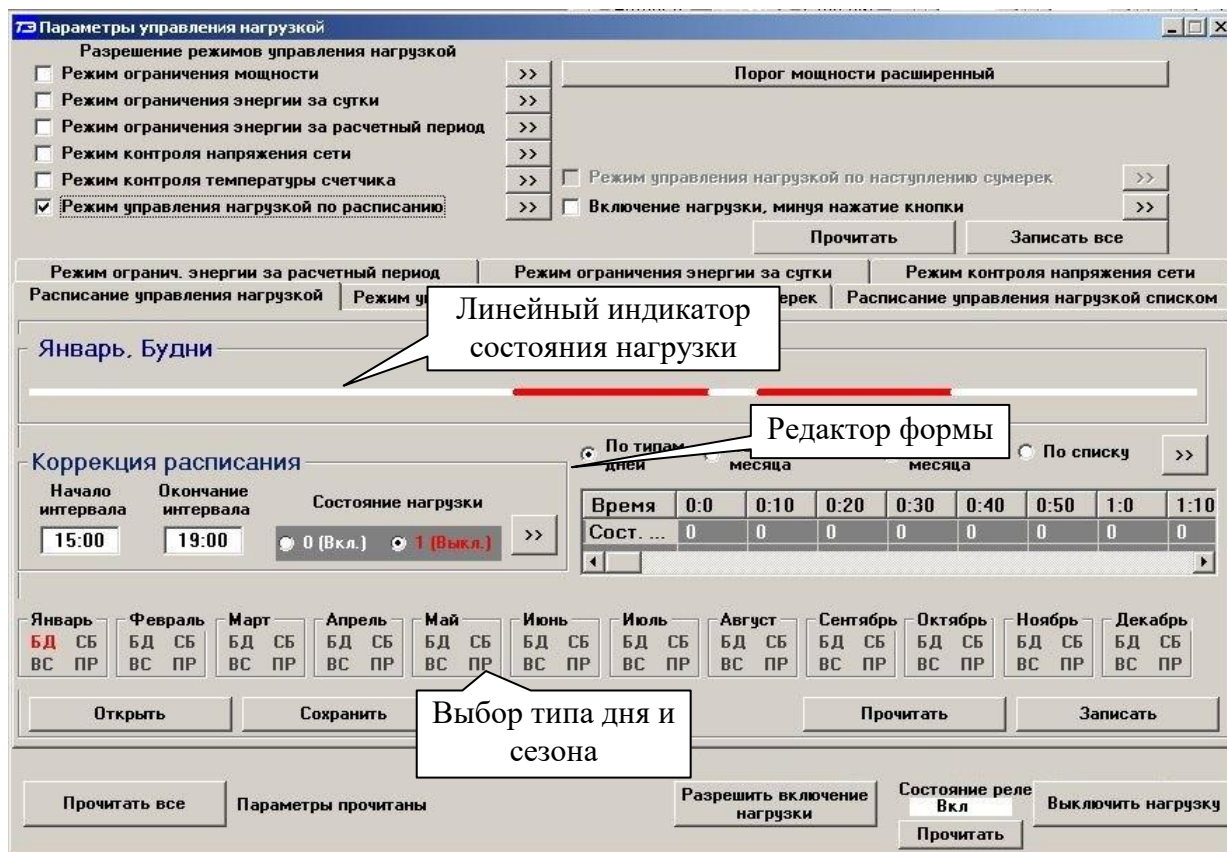 ТЭ Параметры управления нагрузкой
Разрешение режимов управления нагрузкой
Режим ограничения мощности >> Порог мощности расширенный
Режим ограничения энергии за сутки >>
Режим ограничения энергии за расчетный период >>
Режим контроля напряжения сети >>
Режим контроля температуры счетчика >> Режим управления нагрузкой по наступлению сумерек >>
Режим управления нагрузкой по расписанию >> Включение нагрузки, минуя нажатие кнопки >>
Прочитать Записать все
Режим огранич. энергии за расчетный период Режим ограничения энергии за сутки Режим контроля напряжения сети
Расписание управления нагрузкой Режим Расписание управления нагрузкой списком
Линейный индикатор
состояния нагрузки
Январь, Будни
Редактор формы
По типам
дней месяца месяца По списку >>
Коррекция расписания
Начало
интервала
Окончание
интервала
Состояние нагрузки
15:00 19:00 0 (Вкл.) 1 (Выкл.) >>
Время 0:0 0:10 0:20 0:30 0:40 0:50 1:0 1:10
Сост. ... 0 0 0 0 0 0 0 0
Январь Февраль Март Апрель Май Июнь Июль Август Сентябрь Октябрь Ноябрь Декабрь
БД СБ БД СБ БД СБ БД СБ БД СБ БД СБ БД СБ БД СБ БД СБ БД СБ БД СБ БД СБ
ВС ПР ВС ПР ВС ПР ВС ПР ВС ПР ВС ПР ВС ПР ВС ПР ВС ПР ВС ПР ВС ПР ВС ПР
Открыть Сохранить Прочитать Записать
Выбор типа дня и
сезона
Прочитать все Параметры прочитаны
Разрешить включение
нагрузки
Состояние реле
Вкл
Прочитать
Выключить нагрузку